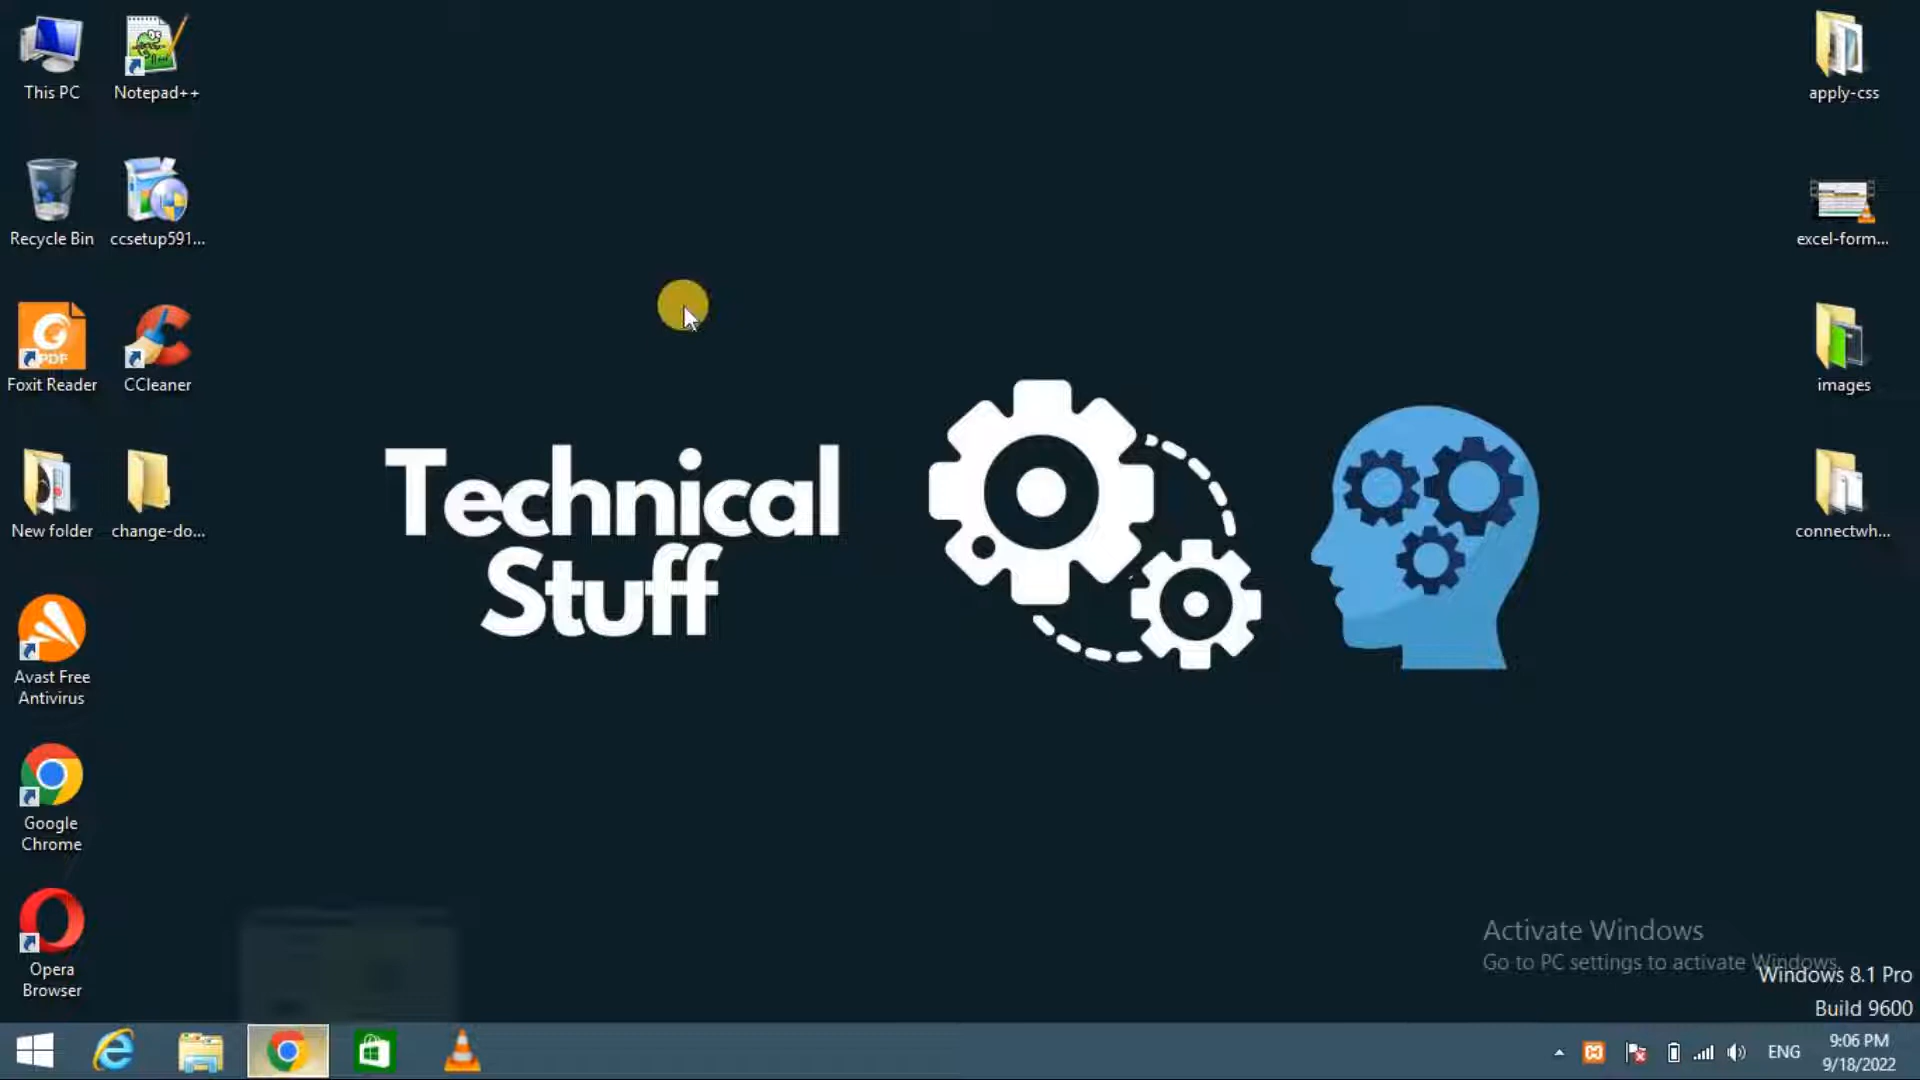 This PC
Notepad++
Recycle Bin
ccsetup591...
PDF
Foxit Reader
CCleaner
New folder
change-do...
Avast Free
Antivirus
Google
Chrome
Opera
Browser
apply-css
excel-form...
images
connectwh...
Technical
Stuff
Activate Windows
Go to PC settings to activate Windows.
Windows 8.1 Pro
Build 9600
ENG
9:06 PM
9/18/2022